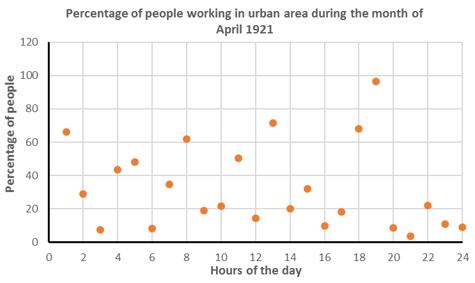 Percentage of people working in urban area during the month of
April 1921
Percentage of people
120
100
80
60
40
20
0
0 2 4 6 8 10 12 14 16 18 20 22 24
Hours of the day